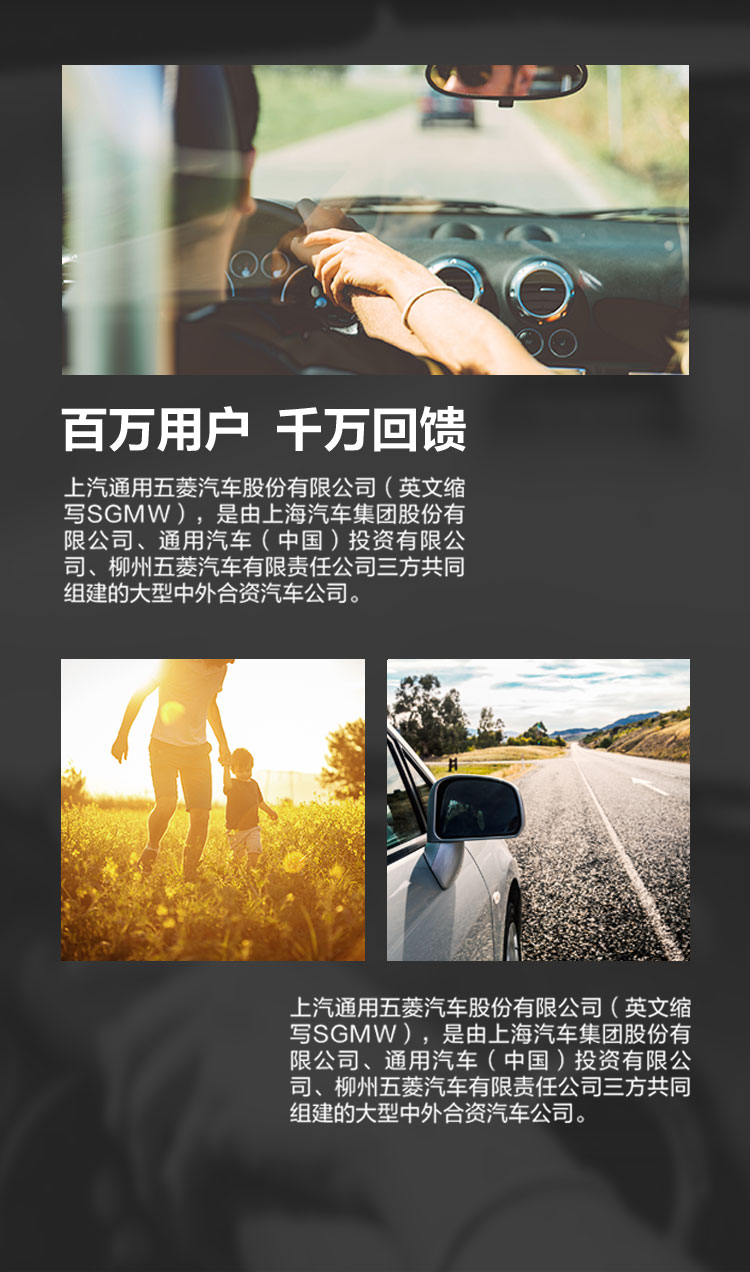 百万用户 千万回馈
上汽通用五菱汽车股份有限公司（英文缩
写SGMW），是由上海汽车集团股份有
限公司、通用汽车（中国）投资有限公
司、柳州五菱汽车有限责任公司三方共同
组建的大型中外合资汽车公司。
上汽通用五菱汽车股份有限公司（英文缩
写SGMW），是由上海汽车集团股份有
限公司、通用汽车（中国）投资有限公
司、柳州五菱汽车有限责任公司三方共同
组建的大型中外合资汽车公司。